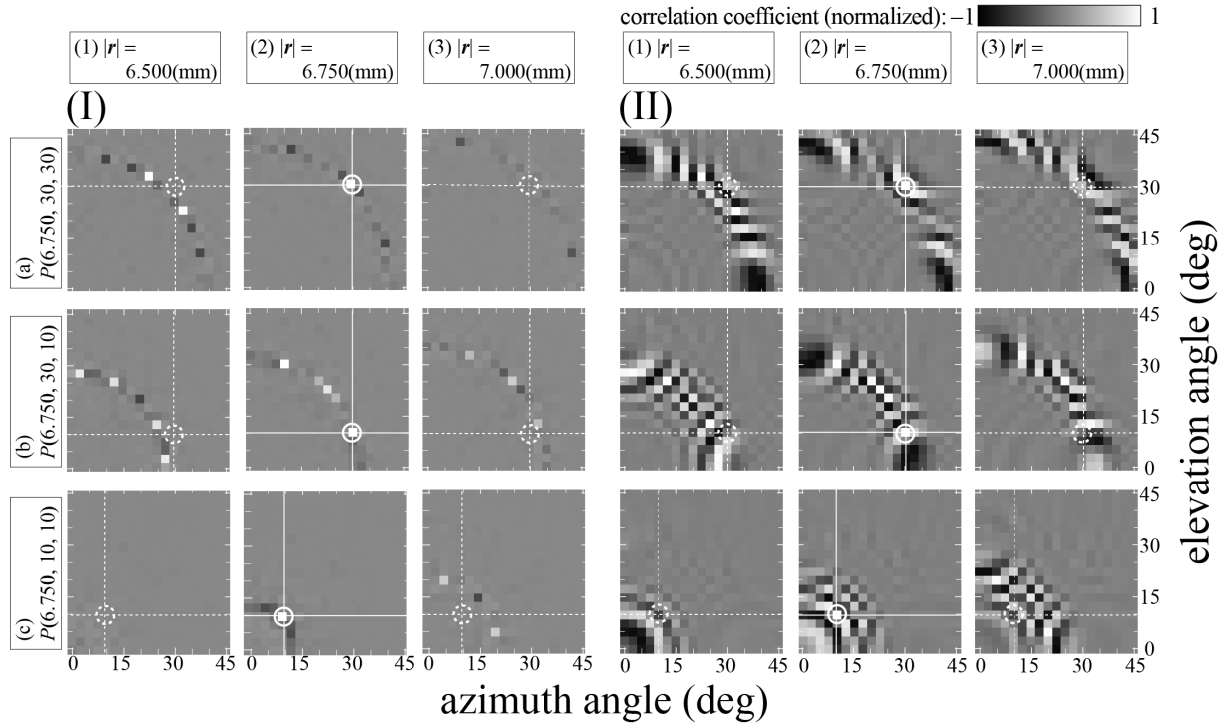 correlation coefficient (normalized): –1 1
(1) |r| = 6.500(mm)
(2) |r| = 6.750(mm)
(3) |r| = 7.000(mm)
(1) |r| = 6.500(mm)
(2) |r| = 6.750(mm)
(3) |r| = 7.000(mm)
(I)
(II)
(a)
P(6.750, 30, 30)
45
30
15
0
(b)
P(6.750, 30, 10)
45
30
15
0
(c)
P(6.750, 10, 10)
45
30
15
0
0 15 30 45
0 15 30 45
0 15 30 45
0 15 30 45
0 15 30 45
0 15 30 45
azimuth angle (deg)
elevation angle (deg)